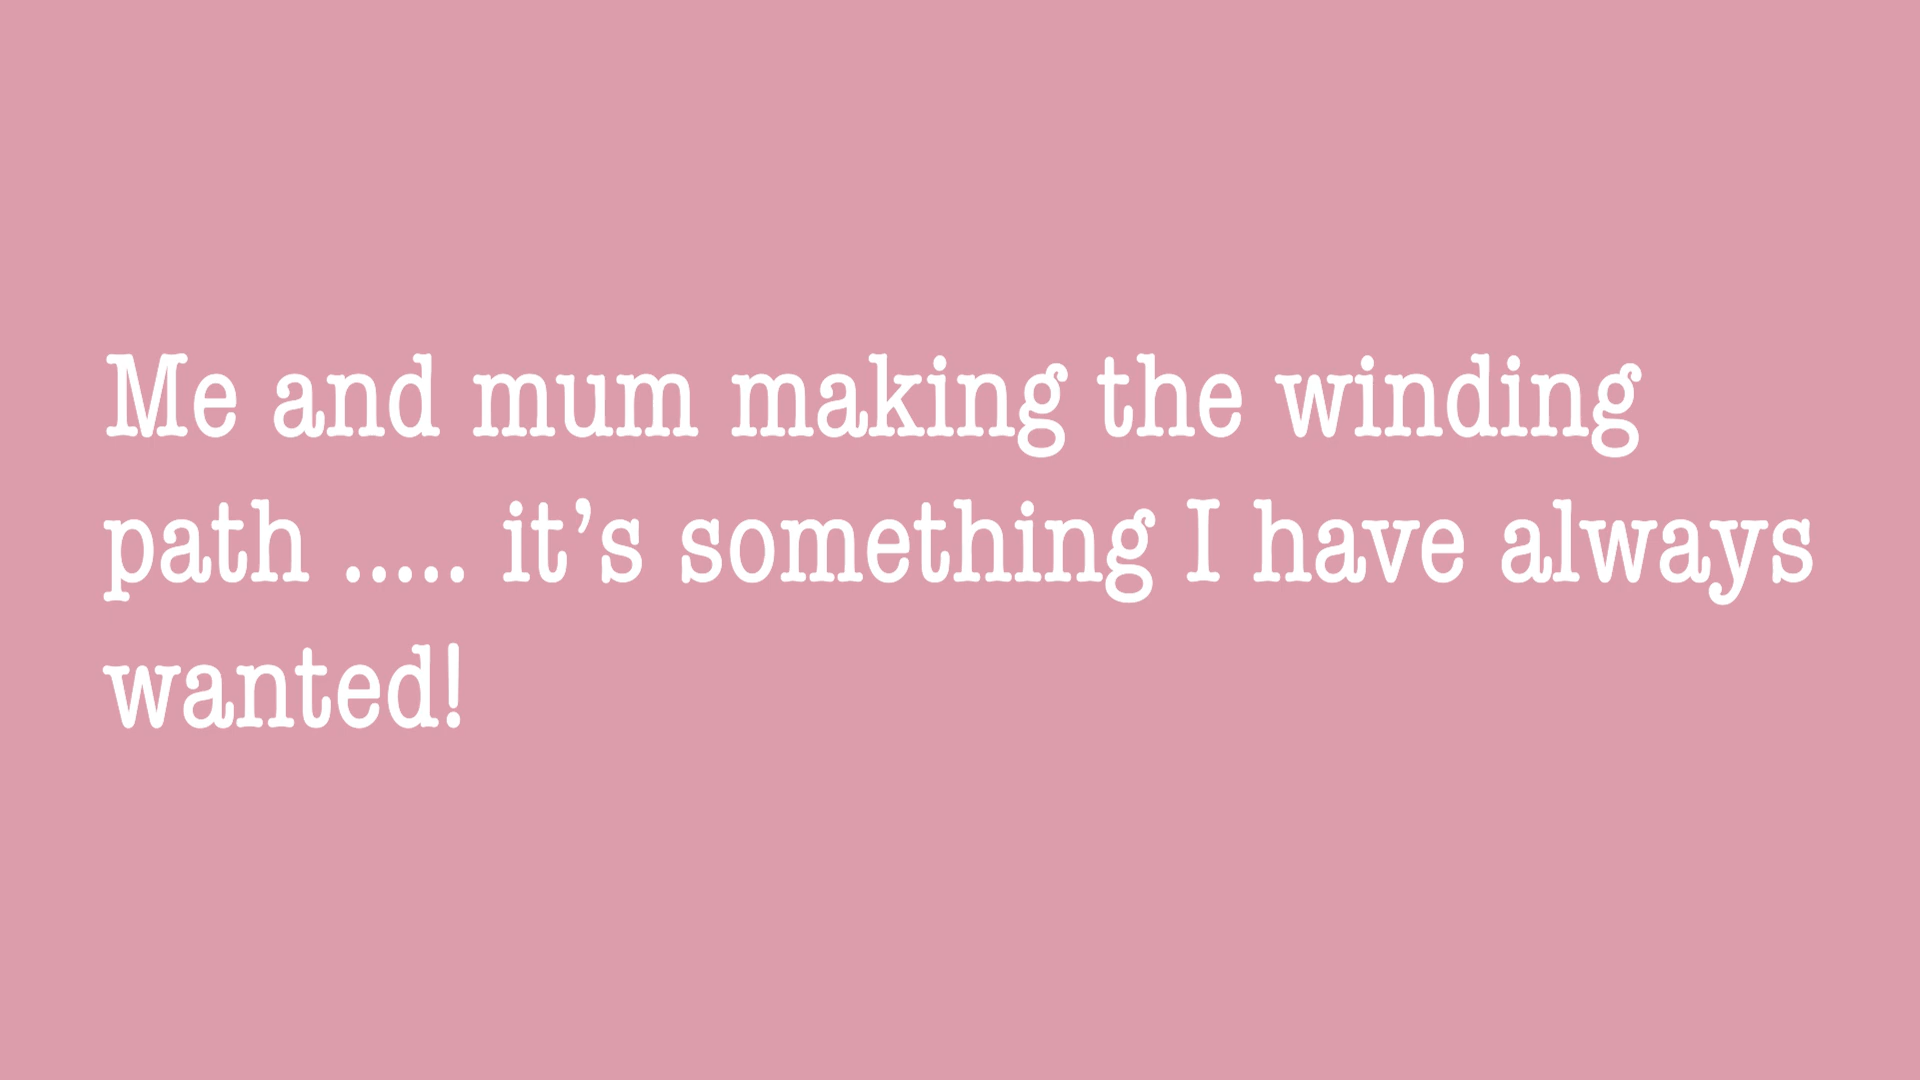 Me and mum making the winding
path ..... it’s something I have always
wanted!